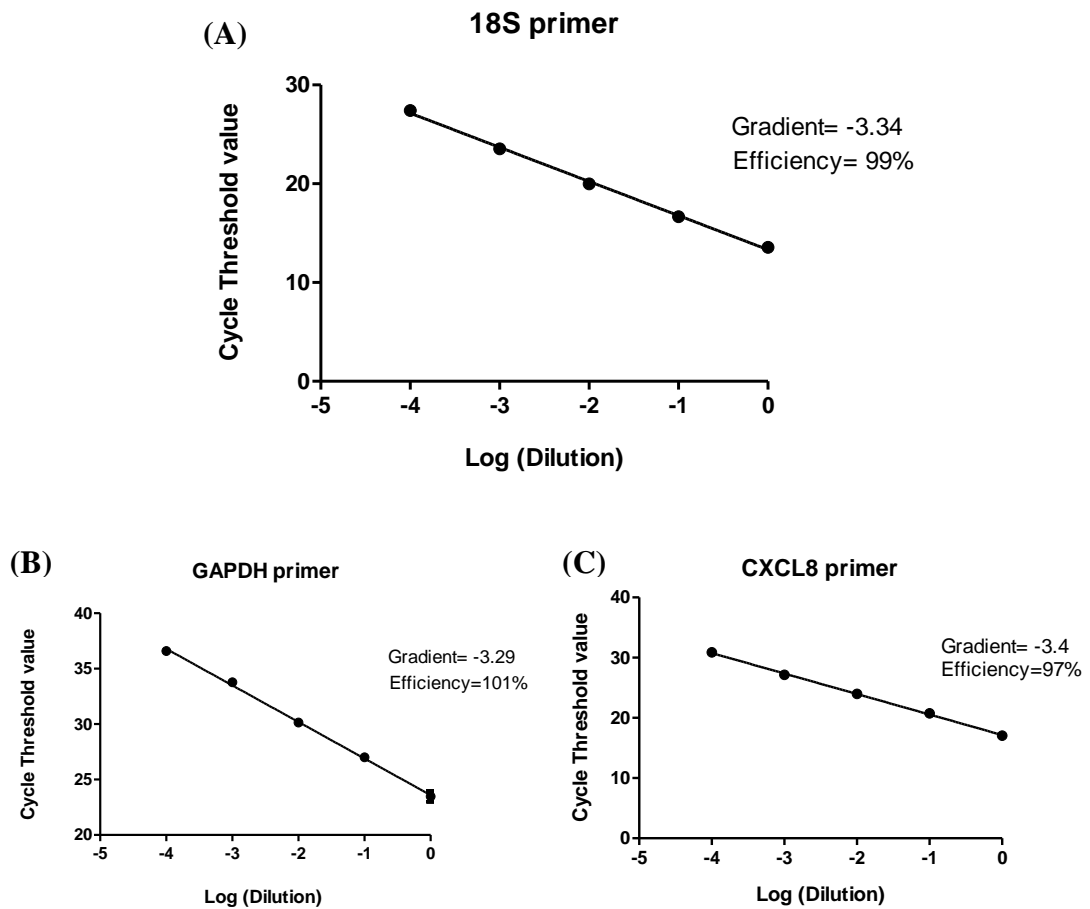 (A)
18S primer
Cycle Threshold value
30
20
10
0
-5 -4 -3 -2 -1 0
Log (Dilution)
Gradient= -3.34
Efficiency= 99%
(B)
GAPDH primer
Cycle Threshold value
40
35
30
25
20
-5 -4 -3 -2 -1 0
Log (Dilution)
Gradient= -3.29
Efficiency=101%
(C)
CXCL8 primer
Cycle Threshold value
40
30
20
10
0
-5 -4 -3 -2 -1 0
Log (Dilution)
Gradient= -3.4
Efficiency=97%